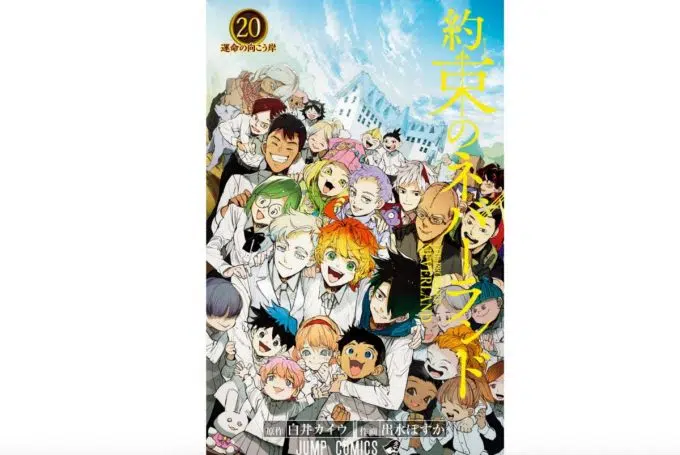 20
運命の向こう岸
約束のネバーランド
NEVERLAND
原作 白井カイウ 作画 出水ぽすか
JUMP COMICS